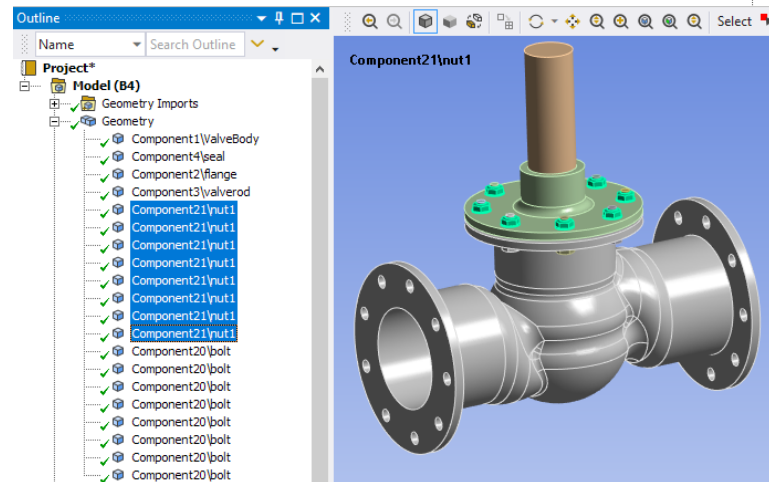 Outline
Name Search Outline
Project*
Model (B4)
Geometry Imports
Geometry
Component1\ValveBody
Component4\seal
Component2\flange
Component3\valverod
Component21\nut1
Component21\nut1
Component21\nut1
Component21\nut1
Component21\nut1
Component21\nut1
Component21\nut1
Component21\nut1
Component20\bolt
Component20\bolt
Component20\bolt
Component20\bolt
Component20\bolt
Component20\bolt
Component20\bolt
Component20\bolt
Select
Component21\nut1